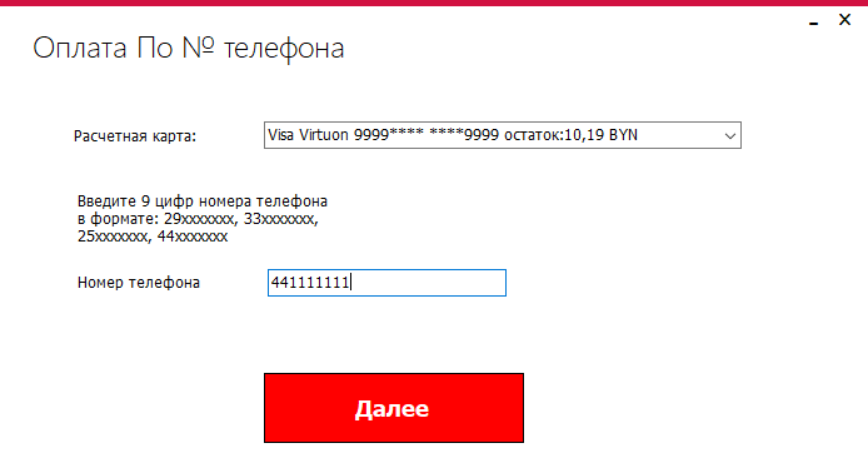 Оплата По № телефона
Расчетная карта:
Visa Virtuon 9999**** ****9999 остаток:10,19 BYN
Введите 9 цифр номера телефона
в формате: 29xxxxxxx, 33xxxxxxx,
25xxxxxxx, 44xxxxxxx
Номер телефона
441111111
Далее